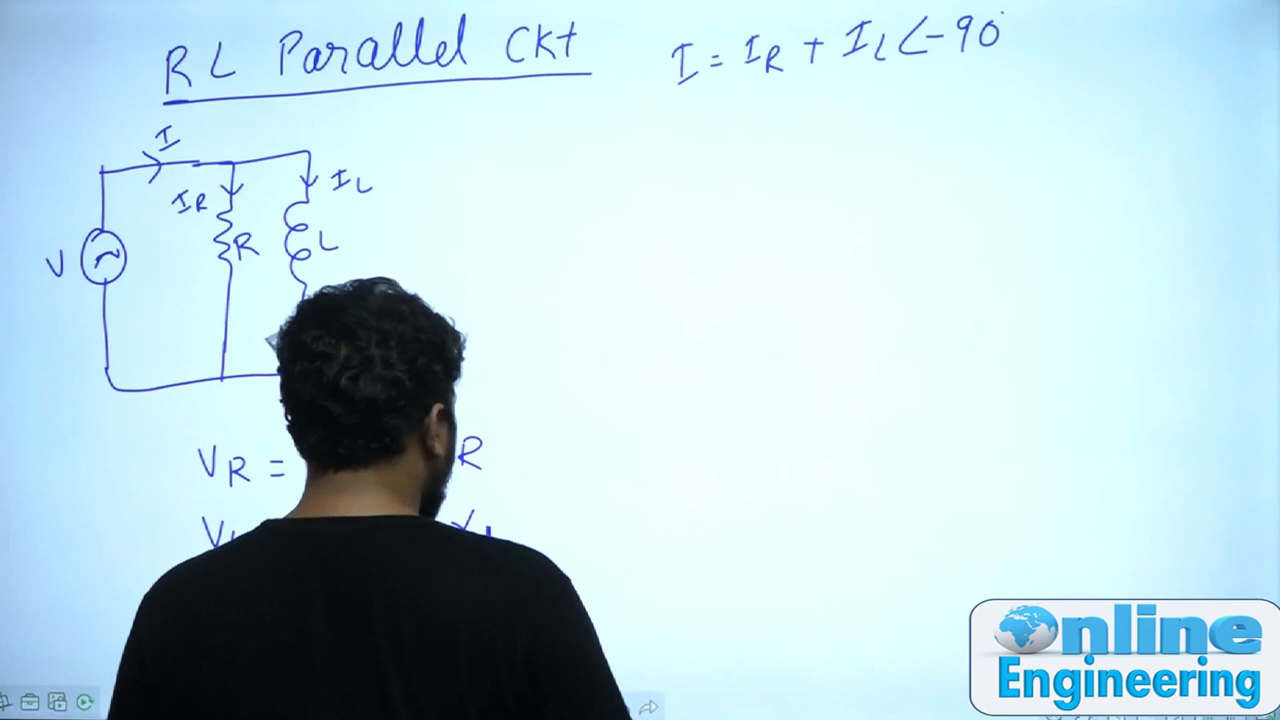 RL Parallel Ckt
I = IR + IL∠-90°
I
IR
IL
V
R
L
VR = R
Online
Engineering